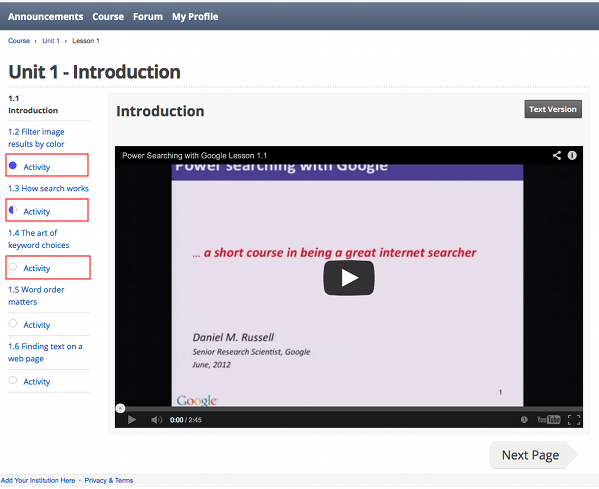 Announcements Course Forum My Profile
Course › Unit 1 › Lesson 1
Unit 1 - Introduction
1.1
Introduction
1.2 Filter image
results by color
Activity
1.3 How search works
Activity
1.4 The art of
keyword choices
Activity
1.5 Word order
matters
Activity
1.6 Finding text on a
web page
Activity
Introduction
Text Version
Power Searching with Google Lesson 1.1
Power searching with Google
... a short course in being a great internet searcher
Daniel M. Russell
Senior Research Scientist, Google
June, 2012
Google
1
0:00 / 2:45
YouTube
Next Page
Add Your Institution Here · Privacy & Terms